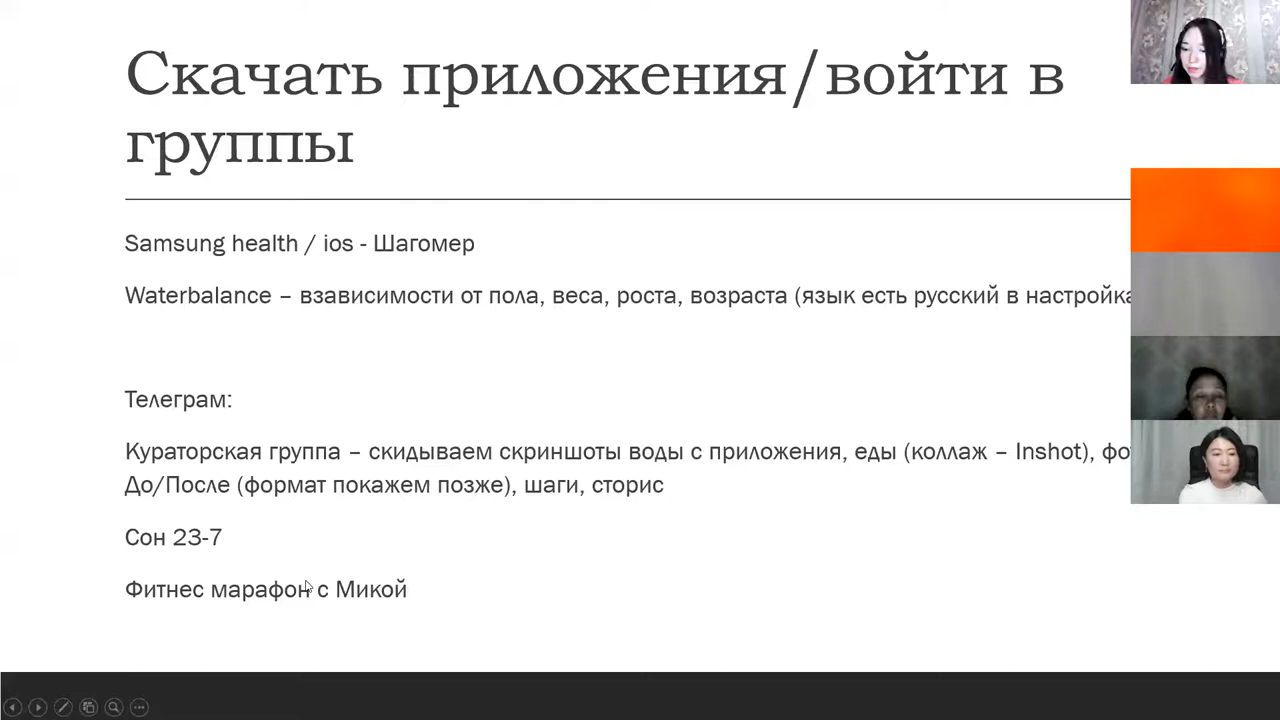 Скачать приложения/войти в
группы
Samsung health / ios - Шагомер
Waterbalance – взависимости от пола, веса, роста, возраста (язык есть русский в
Телеграм:
Кураторская группа – скидываем скриншоты воды с приложения, еды (коллаж – Inshot),
До/После (формат покажем позже), шаги, сторис
Сон 23-7
Фитнес марафон с Микой